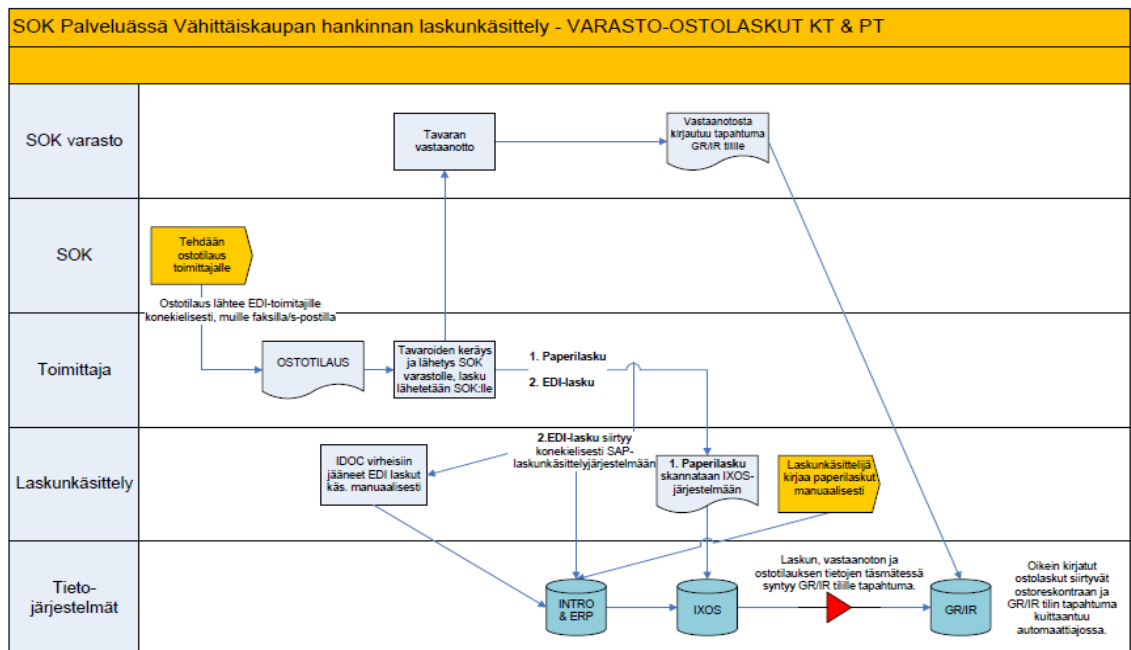 SOK Palveluässä Vähittäiskaupan hankinnan laskunkäsittely - VARASTO-OSTOLASKUT KT & PT
SOK varasto
Tavaran
vastaanotto
Vastaanotosta
kirjautuu tapahtuma
GR/IR tilille
SOK
Tehdään
ostotilaus
toimittajalle
Ostotilaus lähtee EDI-toimitajille
konekielisesti, muille faksilla/s-postilla
Toimittaja
OSTOTILAUS
Tavaroiden keräys
ja lähetys SOK
varastolle, lasku
lähetetään SOK:lle
1. Paperilasku
2. EDI-lasku
Laskunkäsittely
IDOC virheisiin
jääneet EDI laskut
käs. manuaalisesti
2.EDI-lasku siirtyy
konekielisesti SAP-
laskunkäsittelyjärjestelmään
1. Paperilasku
skannataan IXOS-
järjestelmään
Laskunkäsittelijä
kirjaa paperilaskut
manuaalisesti
Tieto-
järjestelmät
INTRO
& ERP
IXOS
Laskun, vastaanoton ja
ostotilauksen tietojen täsmätessä
syntyy GR/IR tilille tapahtuma.
GR/IR
Oikein kirjatut
ostolaskut siirtyvät
ostoreskontraan ja
GR/IR tilin tapahtuma
kuittaantuu
automaattiajossa.